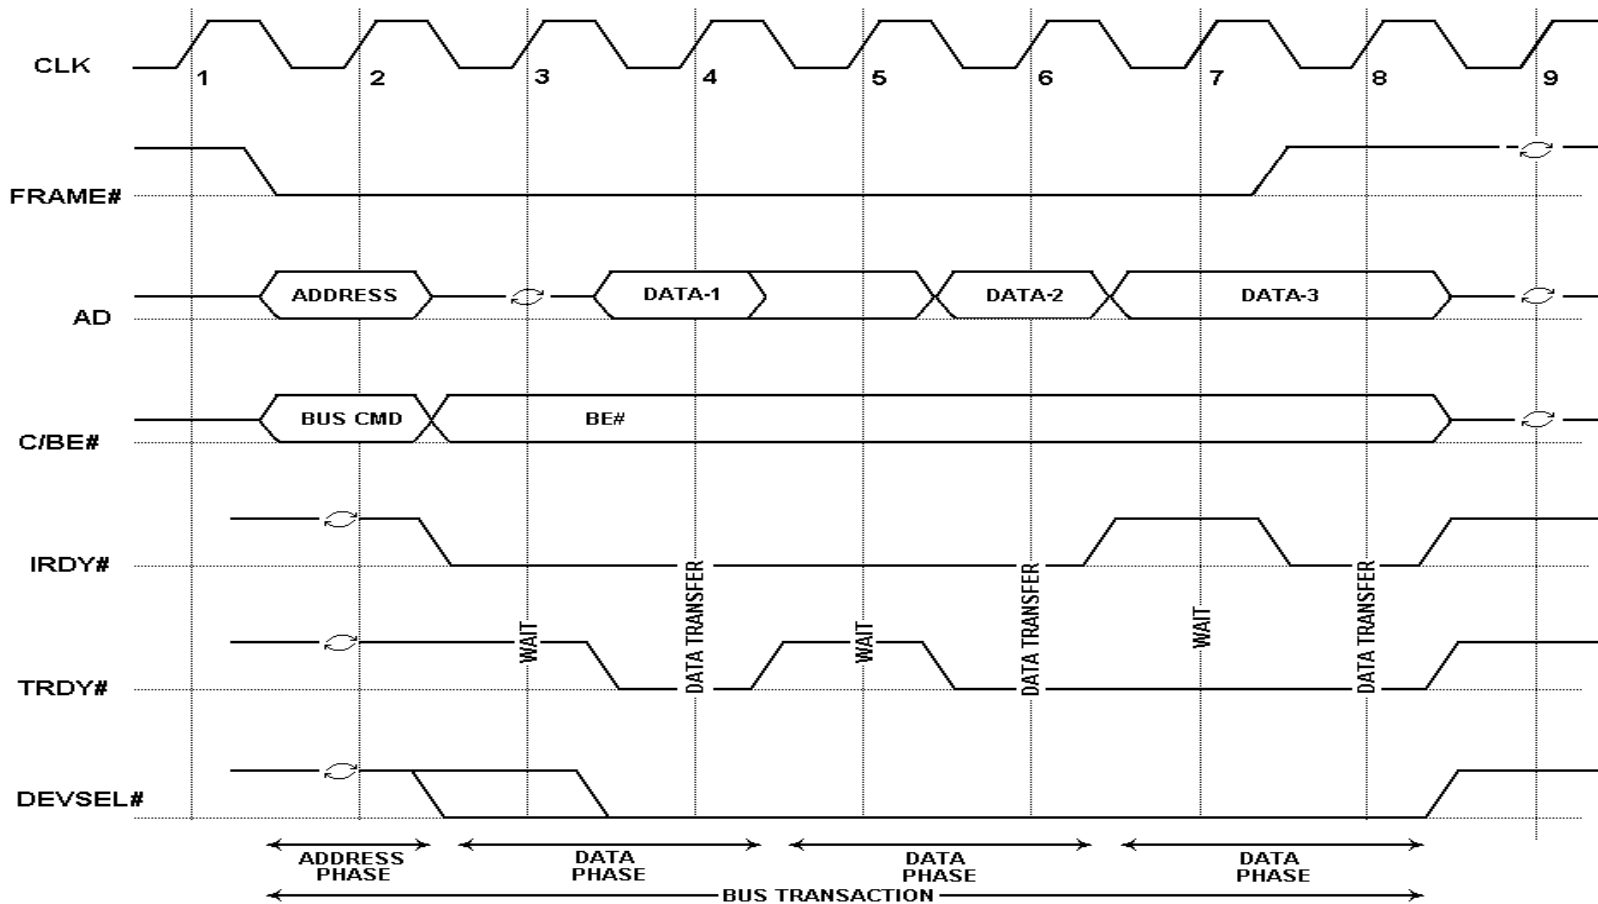 CLK
1
2
3
4
5
6
7
8
9
FRAME#
AD
ADDRESS
DATA-1
DATA-2
DATA-3
C/BE#
BUS CMD
BE#
IRDY#
TRDY#
WAIT
DATA TRANSFER
WAIT
DATA TRANSFER
WAIT
DATA TRANSFER
DEVSEL#
ADDRESS
PHASE
DATA
PHASE
DATA
PHASE
DATA
PHASE
BUS TRANSACTION